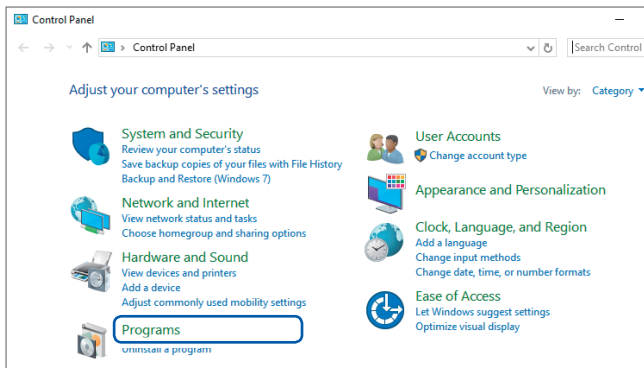 Control Panel
Control Panel
Search Control
Adjust your computer's settings
View by: Category
System and Security
Review your computer's status
Save backup copies of your files with File History
Backup and Restore (Windows 7)
Network and Internet
View network status and tasks
Choose homegroup and sharing options
Hardware and Sound
View devices and printers
Add a device
Adjust commonly used mobility settings
Programs
Uninstall a program
User Accounts
Change account type
Appearance and Personalization
Clock, Language, and Region
Add a language
Change input methods
Change date, time, or number formats
Ease of Access
Let Windows suggest settings
Optimize visual display